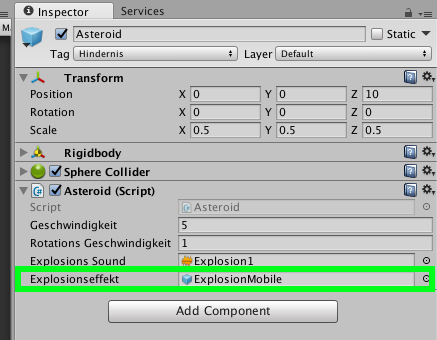 Inspector Services
Asteroid Static
Tag Hindernis Layer Default
Transform
Position X 0 Y 0 Z 10
Rotation X 0 Y 0 Z 0
Scale X 0.5 Y 0.5 Z 0.5
Rigidbody
Sphere Collider
Asteroid (Script)
Script Asteroid
Geschwindigkeit 5
Rotations Geschwindigkeit 1
Explosions Sound Explosion1
Explosionseffekt ExplosionMobile
Add Component